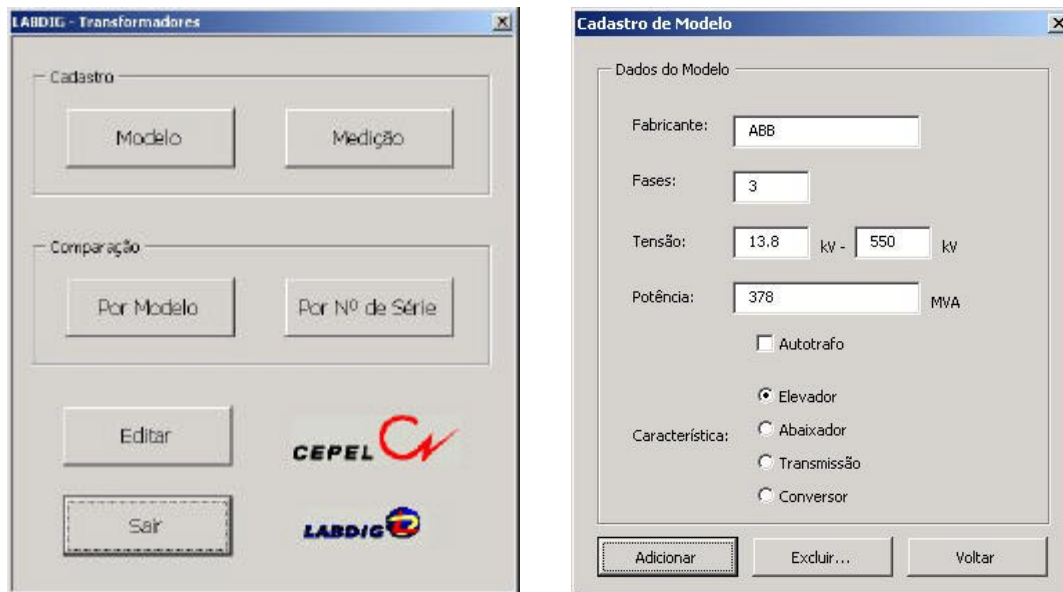 LABDIG - Transformadores
Cadastro
Modelo
Medição
Comparação
Por Modelo
Por Nº de Série
Editar
CEPEL
Sair
LABDIG
Cadastro de Modelo
Dados do Modelo
Fabricante: ABB
Fases: 3
Tensão: 13.8 kV - 550 kV
Potência: 378 MVA
Autotrafo
Elevador
Característica: Abaixador
Transmissão
Conversor
Adicionar Excluir... Voltar